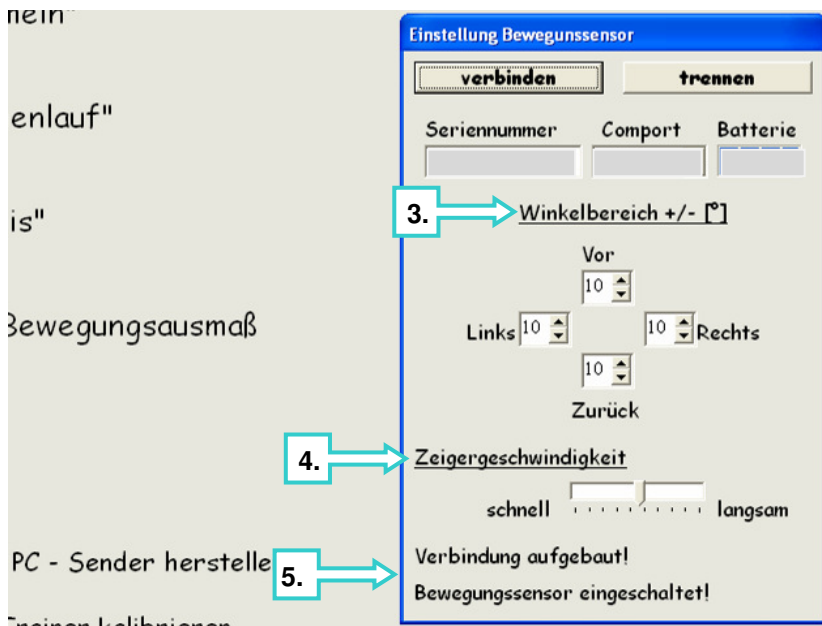 enlauf"
is"
Bewegungsausmaß
PC - Sender herstelle
Einstellung Bewegunssensor
verbinden trennen
Seriennummer Comport Batterie
3. Winkelbereich +/- [°]
Vor
10
Links 10 10 Rechts
10
Zurück
4. Zeigergeschwindigkeit
schnell langsam
5. Verbindung aufgebaut!
Bewegungssensor eingeschaltet!